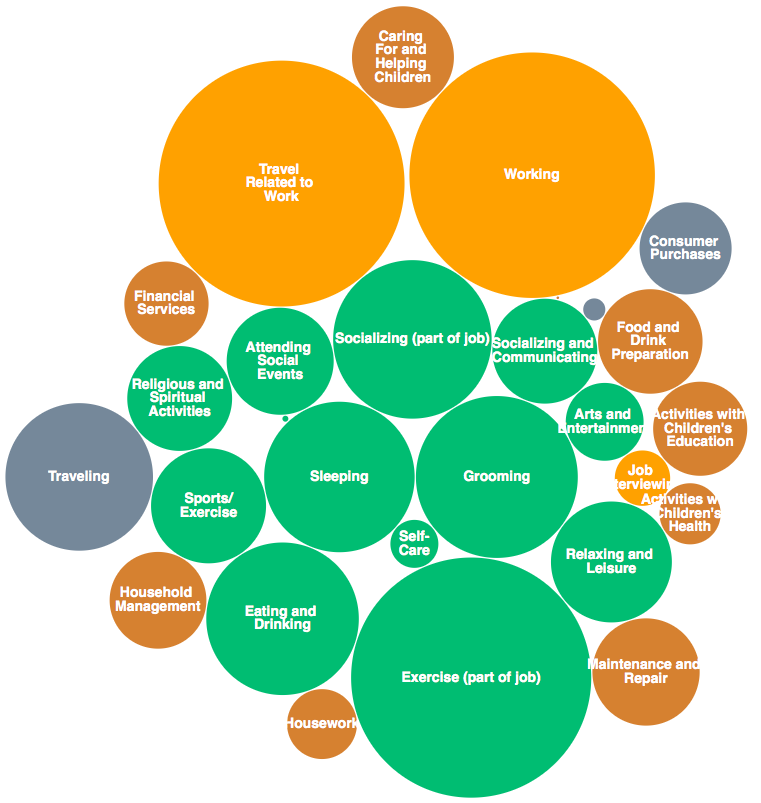 Caring
For and
Helping
Children
Travel
Related to
Work
Working
Consumer
Purchases
Financial
Services
Attending
Social
Events
Socializing (part of job)
Socializing and
Communicating
Food and
Drink
Preparation
Religious and
Spiritual
Activities
Arts and
Entertainmen
Activities with
Children's
Education
Traveling
Sports/
Exercise
Sleeping
Grooming
Job
terviewin
Activities w
Children's
Health
Self-
Care
Relaxing and
Leisure
Household
Management
Eating and
Drinking
Exercise (part of job)
Maintenance and
Repair
Housework